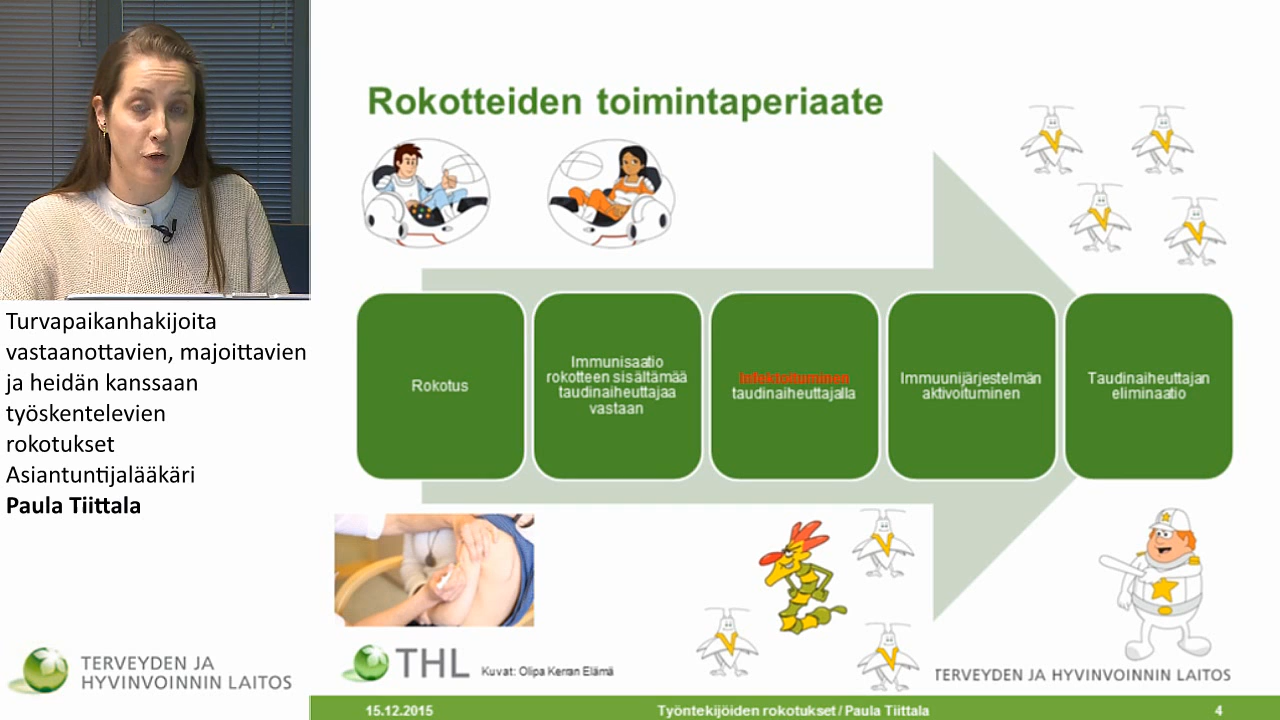 Rokotteiden toimintaperiaate
Rokotus
Immunisaatio
rokotteen sisältämää
taudinaiheuttajaa
vastaan
Infektoituminen
taudinaiheuttajalla
Immuunijärjestelmän
aktivoituminen
Taudinaiheuttajan
eliminaatio
Turvapaikanhakijoita
vastaanottavien, majoittavien
ja heidän kanssaan
työskentelevien
rokotukset
Asiantuntijalääkäri
Paula Tiittala
TERVEYDEN JA
HYVINVOINNIN LAITOS
THL
Kuvat: Olipa Kerran Elämä
TERVEYDEN JA HYVINVOINNIN LAITOS
15.12.2015
Työntekijöiden rokotukset / Paula Tiittala
4